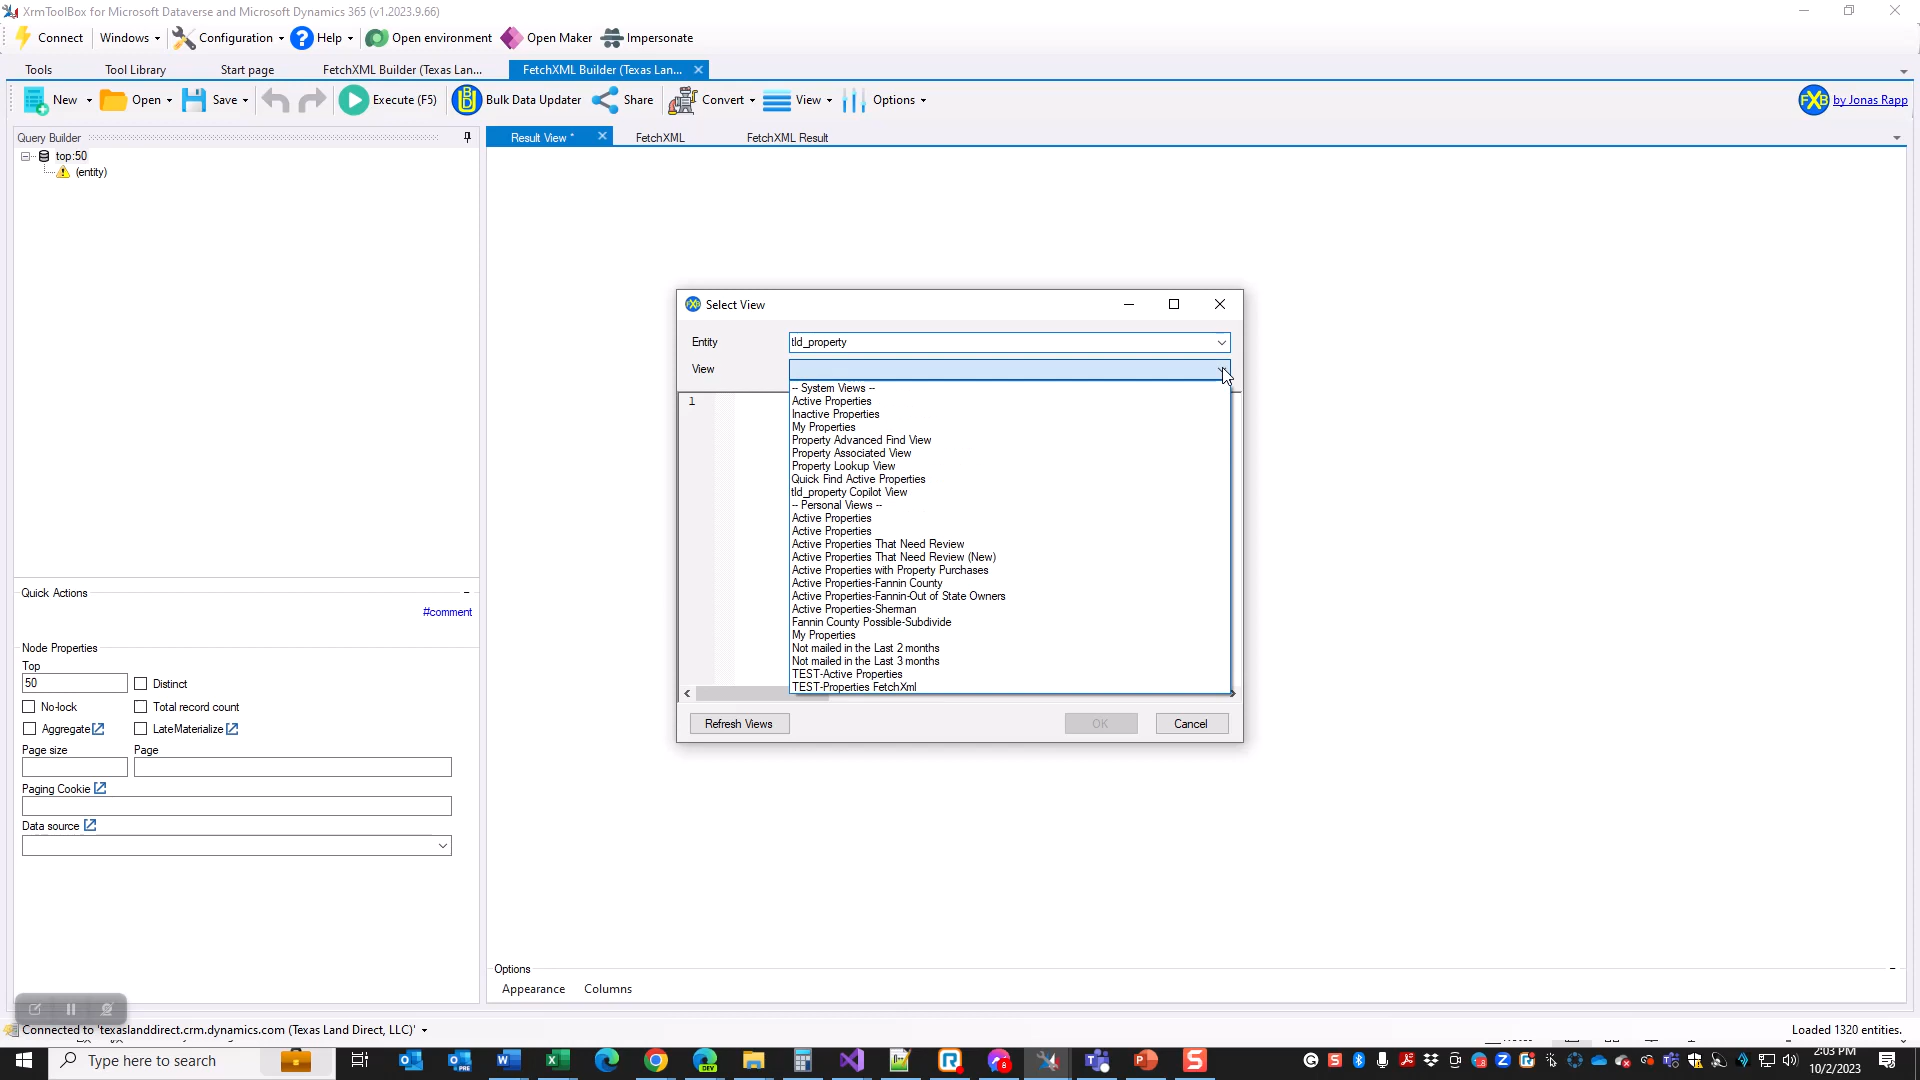 XrmToolBox for Microsoft Dataverse and Microsoft Dynamics 365 (v1.2023.9.66)
Connect Windows Configuration Help Open environment Open Maker Impersonate
Tools Tool Library Start page FetchXML Builder (Texas Lan... FetchXML Builder (Texas Lan...
New Open Save Execute (F5) Bulk Data Updater Share Convert View Options FXB by Jonas Rapp
Query Builder
Result View * FetchXML FetchXML Result
top:50
(entity)
Select View
Entity tld_property
View
1
-- System Views --
Active Properties
Inactive Properties
My Properties
Property Advanced Find View
Property Associated View
Property Lookup View
Quick Find Active Properties
tld_property Copilot View
-- Personal Views --
Active Properties
Active Properties
Active Properties That Need Review
Active Properties That Need Review (New)
Active Properties with Property Purchases
Active Properties-Fannin County
Active Properties-Fannin-Out of State Owners
Active Properties-Sherman
Fannin County Possible-Subdivide
My Properties
Not mailed in the Last 2 months
Not mailed in the Last 3 months
TEST-Active Properties
TEST-Properties FetchXml
Refresh Views OK Cancel
Quick Actions
#comment
Node Properties
Top
50 Distinct
No-lock Total record count
Aggregate LateMaterialize
Page size Page
Paging Cookie
Data source
Options
Appearance Columns
Connected to 'texaslanddirect.crm.dynamics.com (Texas Land Direct, LLC)' Loaded 1320 entities.
Type here to search
2:03 PM
10/2/2023